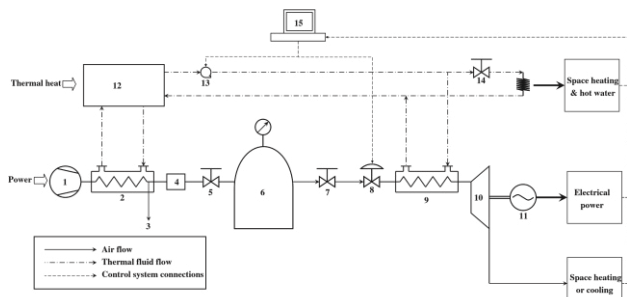 15
Thermal heat
12
13
14
Space heating
& hot water
Power
1
2
3
4
5
6
7
8
9
10
11
Electrical
power
Air flow
Thermal fluid flow
Control system connections
Space heating
or cooling